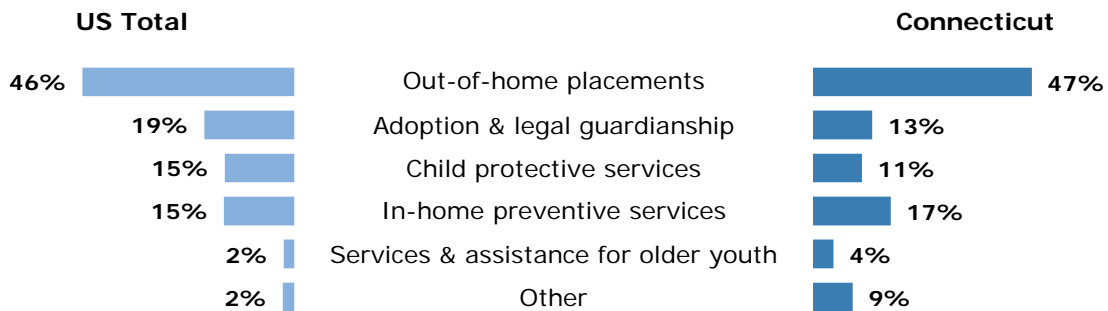 US Total Connecticut
46% Out-of-home placements 47%
19% Adoption & legal guardianship 13%
15% Child protective services 11%
15% In-home preventive services 17%
2% Services & assistance for older youth 4%
2% Other 9%